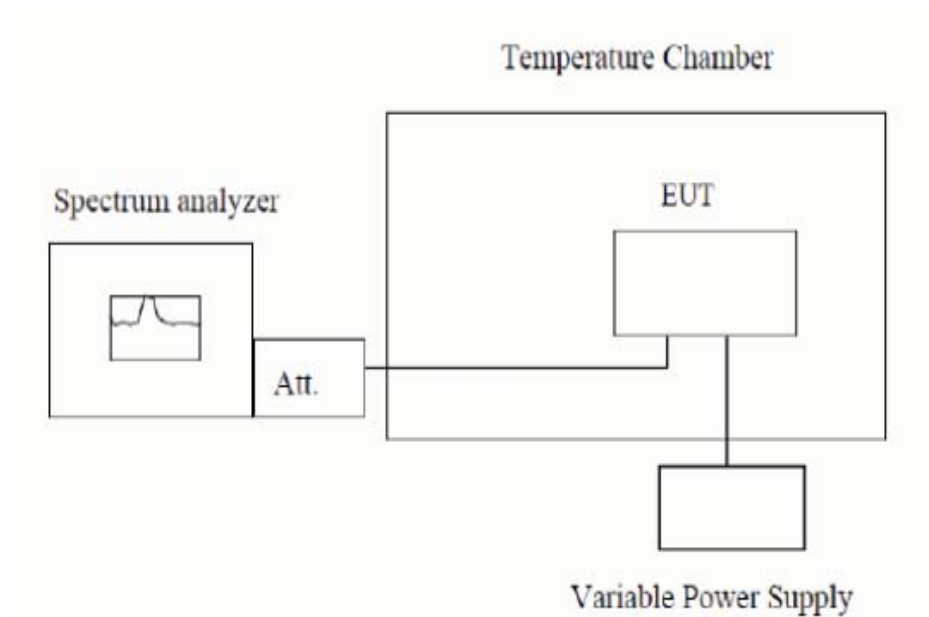 Temperature Chamber
EUT
Spectrum analyzer
Att.
Variable Power Supply